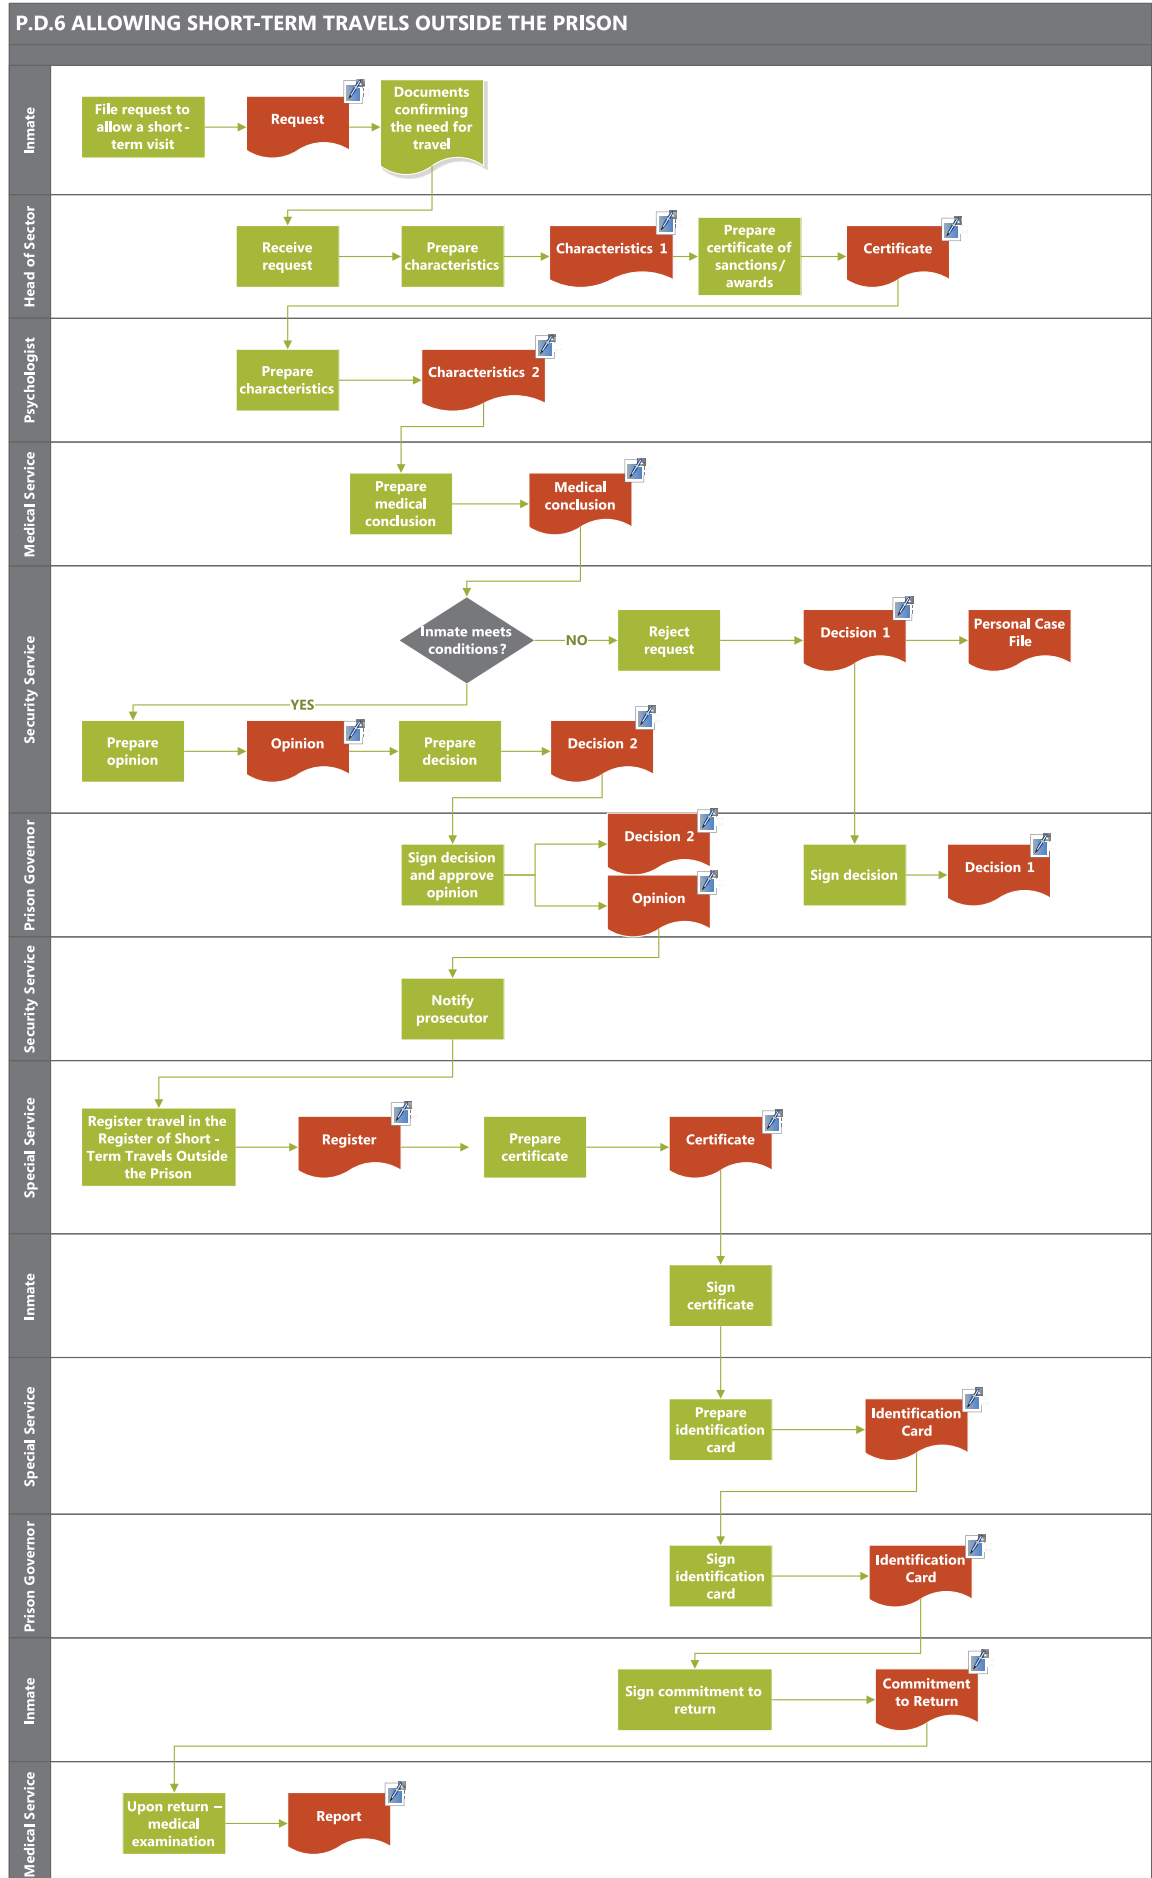 P.D.6 ALLOWING SHORT-TERM TRAVELS OUTSIDE THE PRISON
Inmate
File request to
allow a short-
term visit
Request
Documents
confirming
the need for
travel
Head of Sector
Receive
request
Prepare
characteristics
Characteristics 1
Prepare
certificate of
sanctions/
awards
Certificate
Psychologist
Prepare
characteristics
Characteristics 2
Medical Service
Prepare
medical
conclusion
Medical
conclusion
Security Service
Inmate meets
conditions?
NO
Reject
request
Decision 1
Personal Case
File
YES
Prepare
opinion
Opinion
Prepare
decision
Decision 2
Prison Governor
Sign decision
and approve
opinion
Decision 2
Opinion
Sign decision
Decision 1
Security Service
Notify
prosecutor
Special Service
Register travel in the
Register of Short -
Term Travels Outside
the Prison
Register
Prepare
certificate
Certificate
Inmate
Sign
certificate
Special Service
Prepare
identification
card
Identification
Card
Prison Governor
Sign
identification
card
Identification
Card
Inmate
Sign commitment to
return
Commitment
to Return
Medical Service
Upon return –
medical
examination
Report